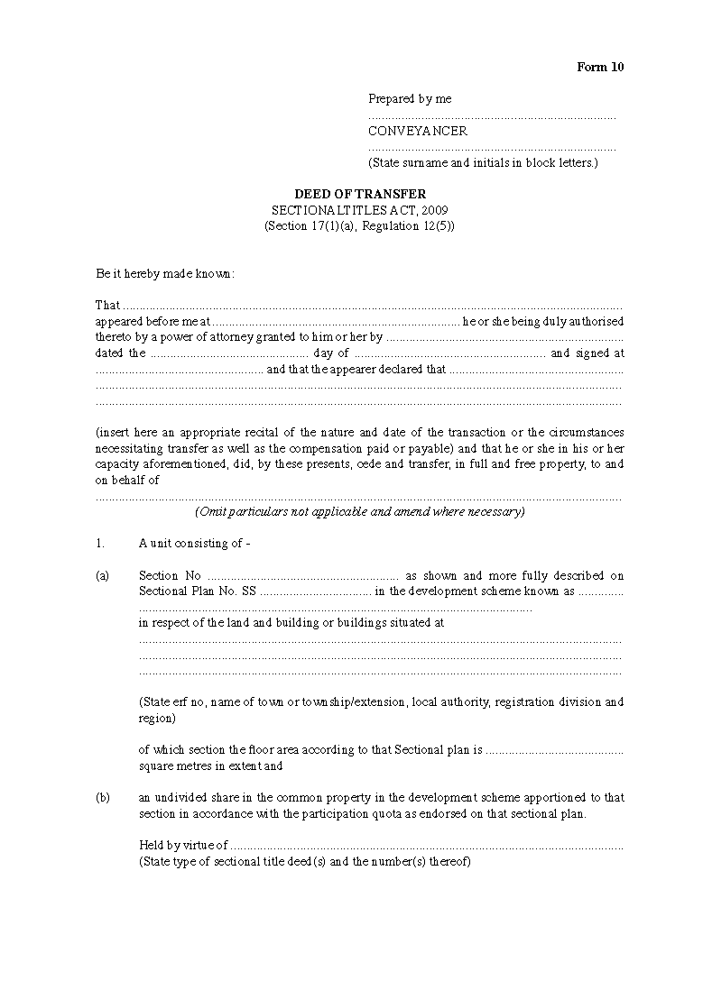 Form 10
Prepared by me
..........................................................................
CONVEYANCER
..........................................................................
(State surname and initials in block letters.)
DEED OF TRANSFER
SECTIONAL TITLES ACT, 2009
(Section 17(1)(a), Regulation 12(5))
Be it hereby made known:
That ....................................................................................................................................................
appeared before me at .......................................................................... he or she being duly authorised
thereto by a power of attorney granted to him or her by .......................................................................
dated the ............................................... day of ......................................................... and signed at
.................................................. and that the appearer declared that ....................................................
............................................................................................................................................................
............................................................................................................................................................
(insert here an appropriate recital of the nature and date of the transaction or the circumstances
necessitating transfer as well as the compensation paid or payable) and that he or she in his or her
capacity aforementioned, did, by these presents, cede and transfer, in full and free property, to and
on behalf of
............................................................................................................................................................
(Omit particulars not applicable and amend where necessary)
1. A unit consisting of -
(a) Section No ......................................................... as shown and more fully described on
Sectional Plan No. SS ................................. in the development scheme known as ..............
.....................................................................................................................
in respect of the land and building or buildings situated at
...............................................................................................................................................
...............................................................................................................................................
...............................................................................................................................................
(State erf no, name of town or township/extension, local authority, registration division and
region)
of which section the floor area according to that Sectional plan is .........................................
square metres in extent and
(b) an undivided share in the common property in the development scheme apportioned to that
section in accordance with the participation quota as endorsed on that sectional plan.
Held by virtue of .....................................................................................................................
(State type of sectional title deed(s) and the number(s) thereof)